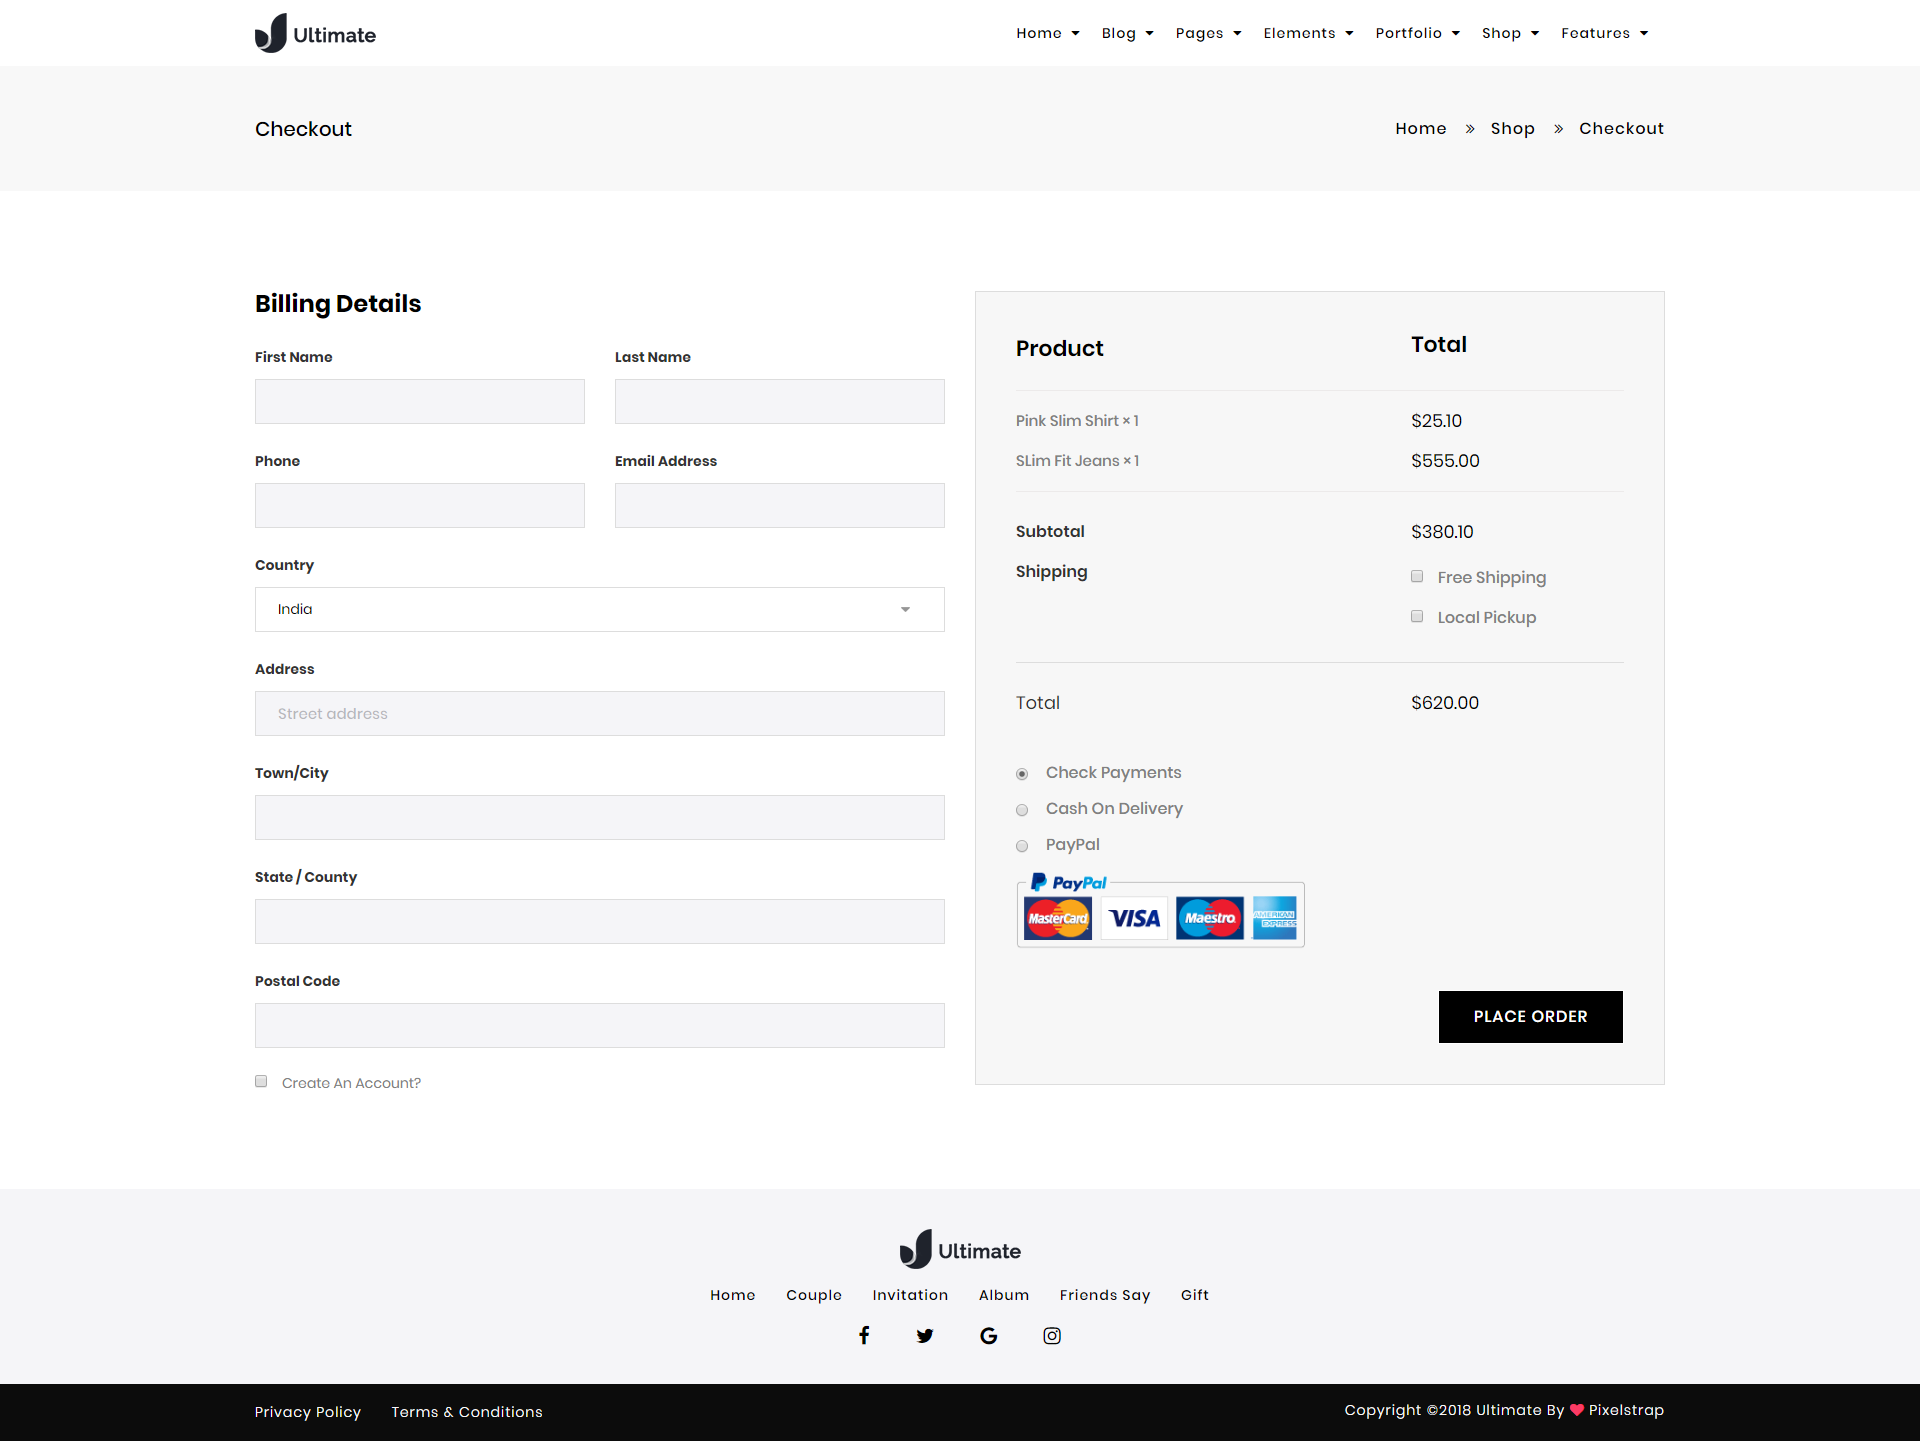 Ultimate
Home Blog Pages Elements Portfolio Shop Features
Checkout
Home » Shop » Checkout
Billing Details
First Name Last Name
Phone Email Address
Country
India
Address
Street address
Town/City
State / County
Postal Code
Create An Account?
Product Total
Pink Slim Shirt × 1 $25.10
SLim Fit Jeans × 1 $555.00
Subtotal $380.10
Shipping Free Shipping
Local Pickup
Total $620.00
Check Payments
Cash On Delivery
PayPal
PayPal
MasterCard VISA Maestro AMERICAN EXPRESS
PLACE ORDER
Ultimate
Home Couple Invitation Album Friends Say Gift
Privacy Policy Terms & Conditions
Copyright ©2018 Ultimate By ♥ Pixelstrap